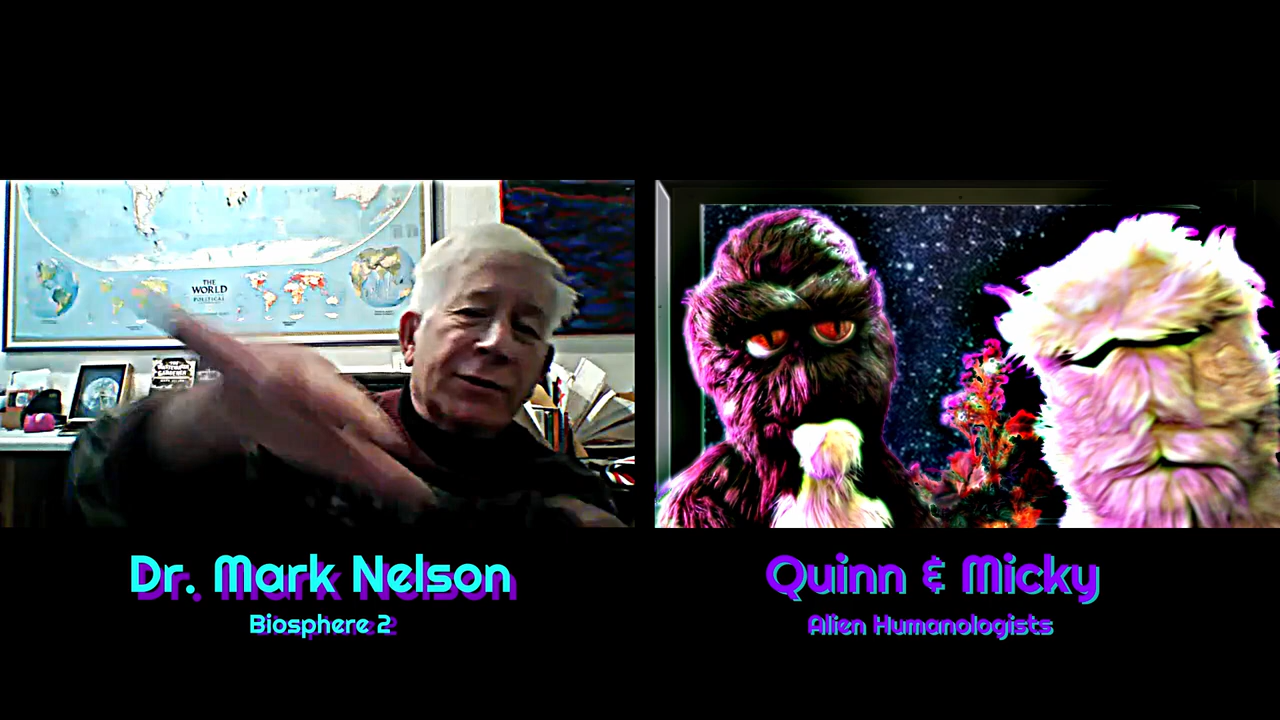 THE
WORLD
POLITICAL
Dr. Mark Nelson
Biosphere 2
Quinn & Micky
Alien Humanologists